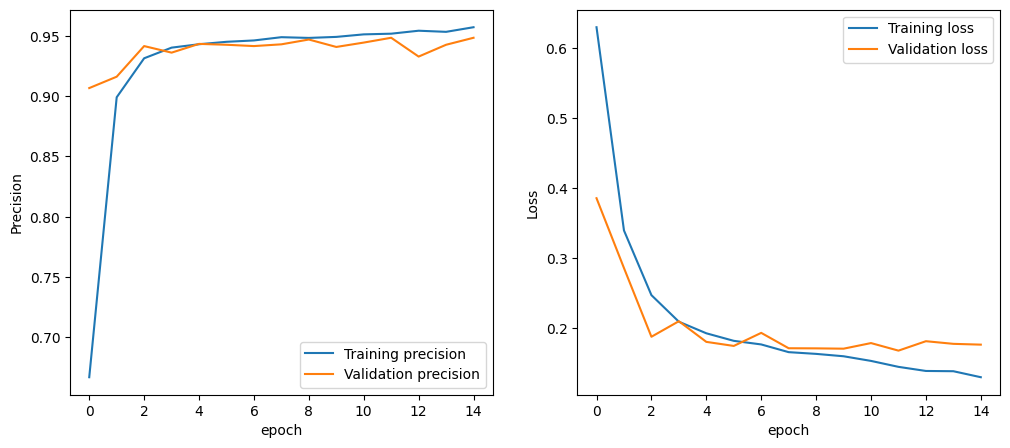 0.95
0.90
0.85
0.80
0.75
0.70
Precision
0 2 4 6 8 10 12 14
epoch
Training precision
Validation precision
0.6
0.5
0.4
0.3
0.2
Loss
0 2 4 6 8 10 12 14
epoch
Training loss
Validation loss